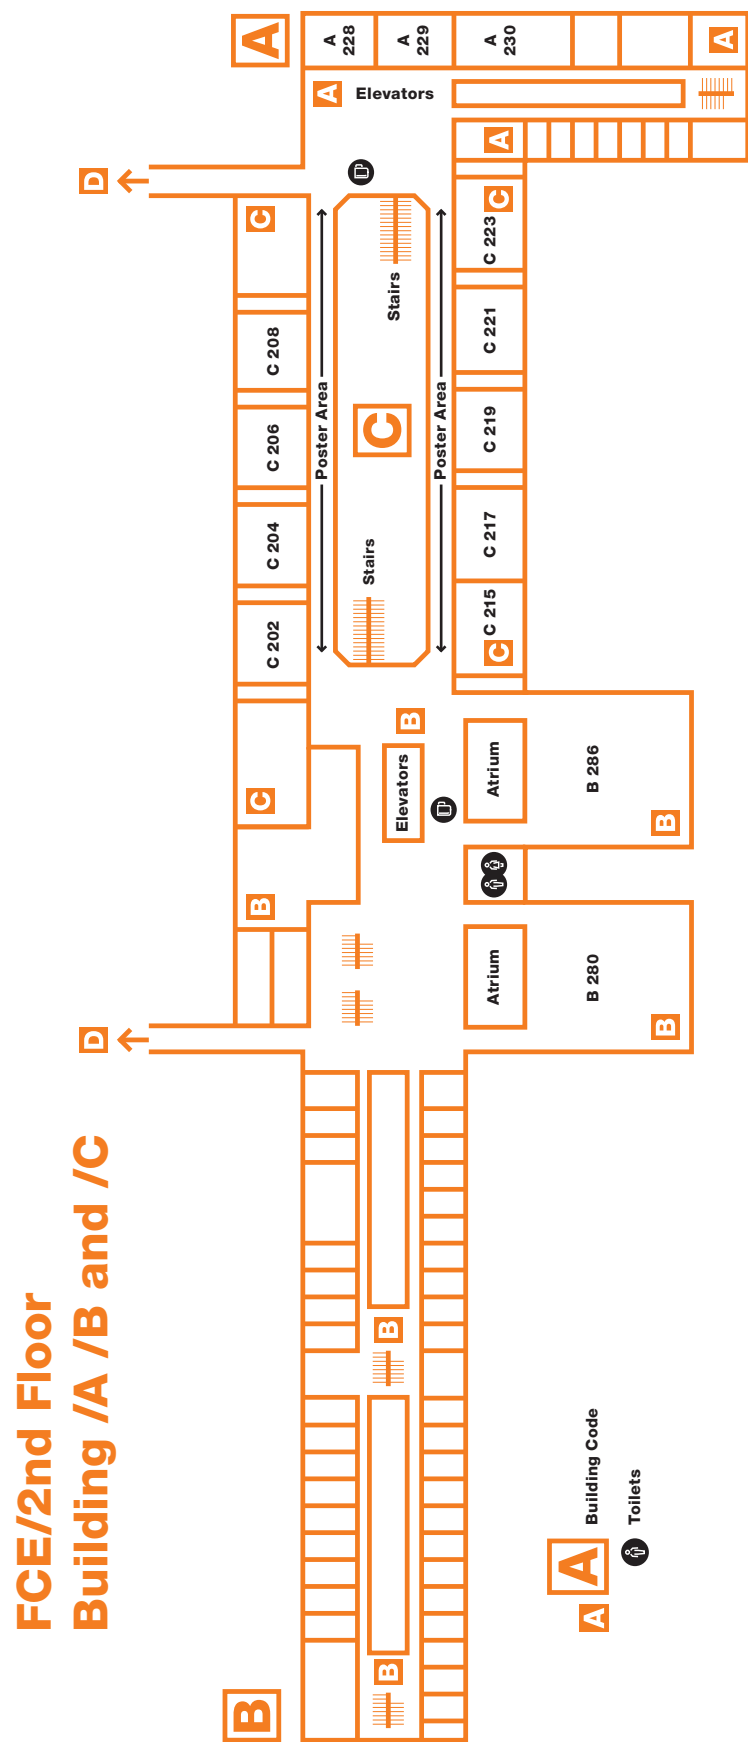 FCE/2nd Floor
Building /A /B and /C
B
B
B
D
B
B
Atrium
B 280
B
C
Elevators
B
Atrium
B 286
B
C 202
C 204
C 206
C 208
C
Poster Area
Stairs
C
Stairs
Poster Area
C 215
C
C 217
C 219
C 221
C 223
C
D
A
A
228
A
229
A
230
A
A
Elevators
A
A
A
Building Code
Toilets